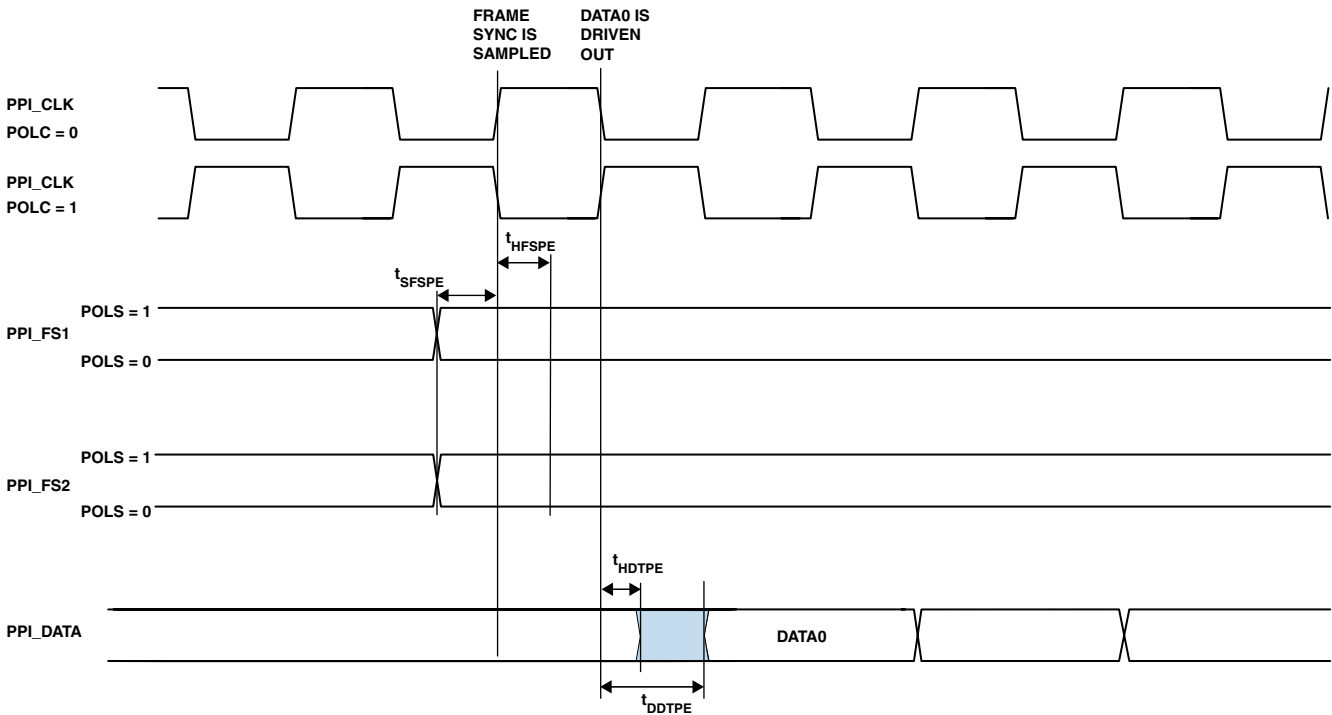 FRAME
SYNC IS
SAMPLED
DATA0 IS
DRIVEN
OUT
PPI_CLK
POLC = 0
PPI_CLK
POLC = 1
tHFSPE
tSFSPE
POLS = 1
PPI_FS1
POLS = 0
POLS = 1
PPI_FS2
POLS = 0
tHDTPE
PPI_DATA
DATA0
tDDTPE